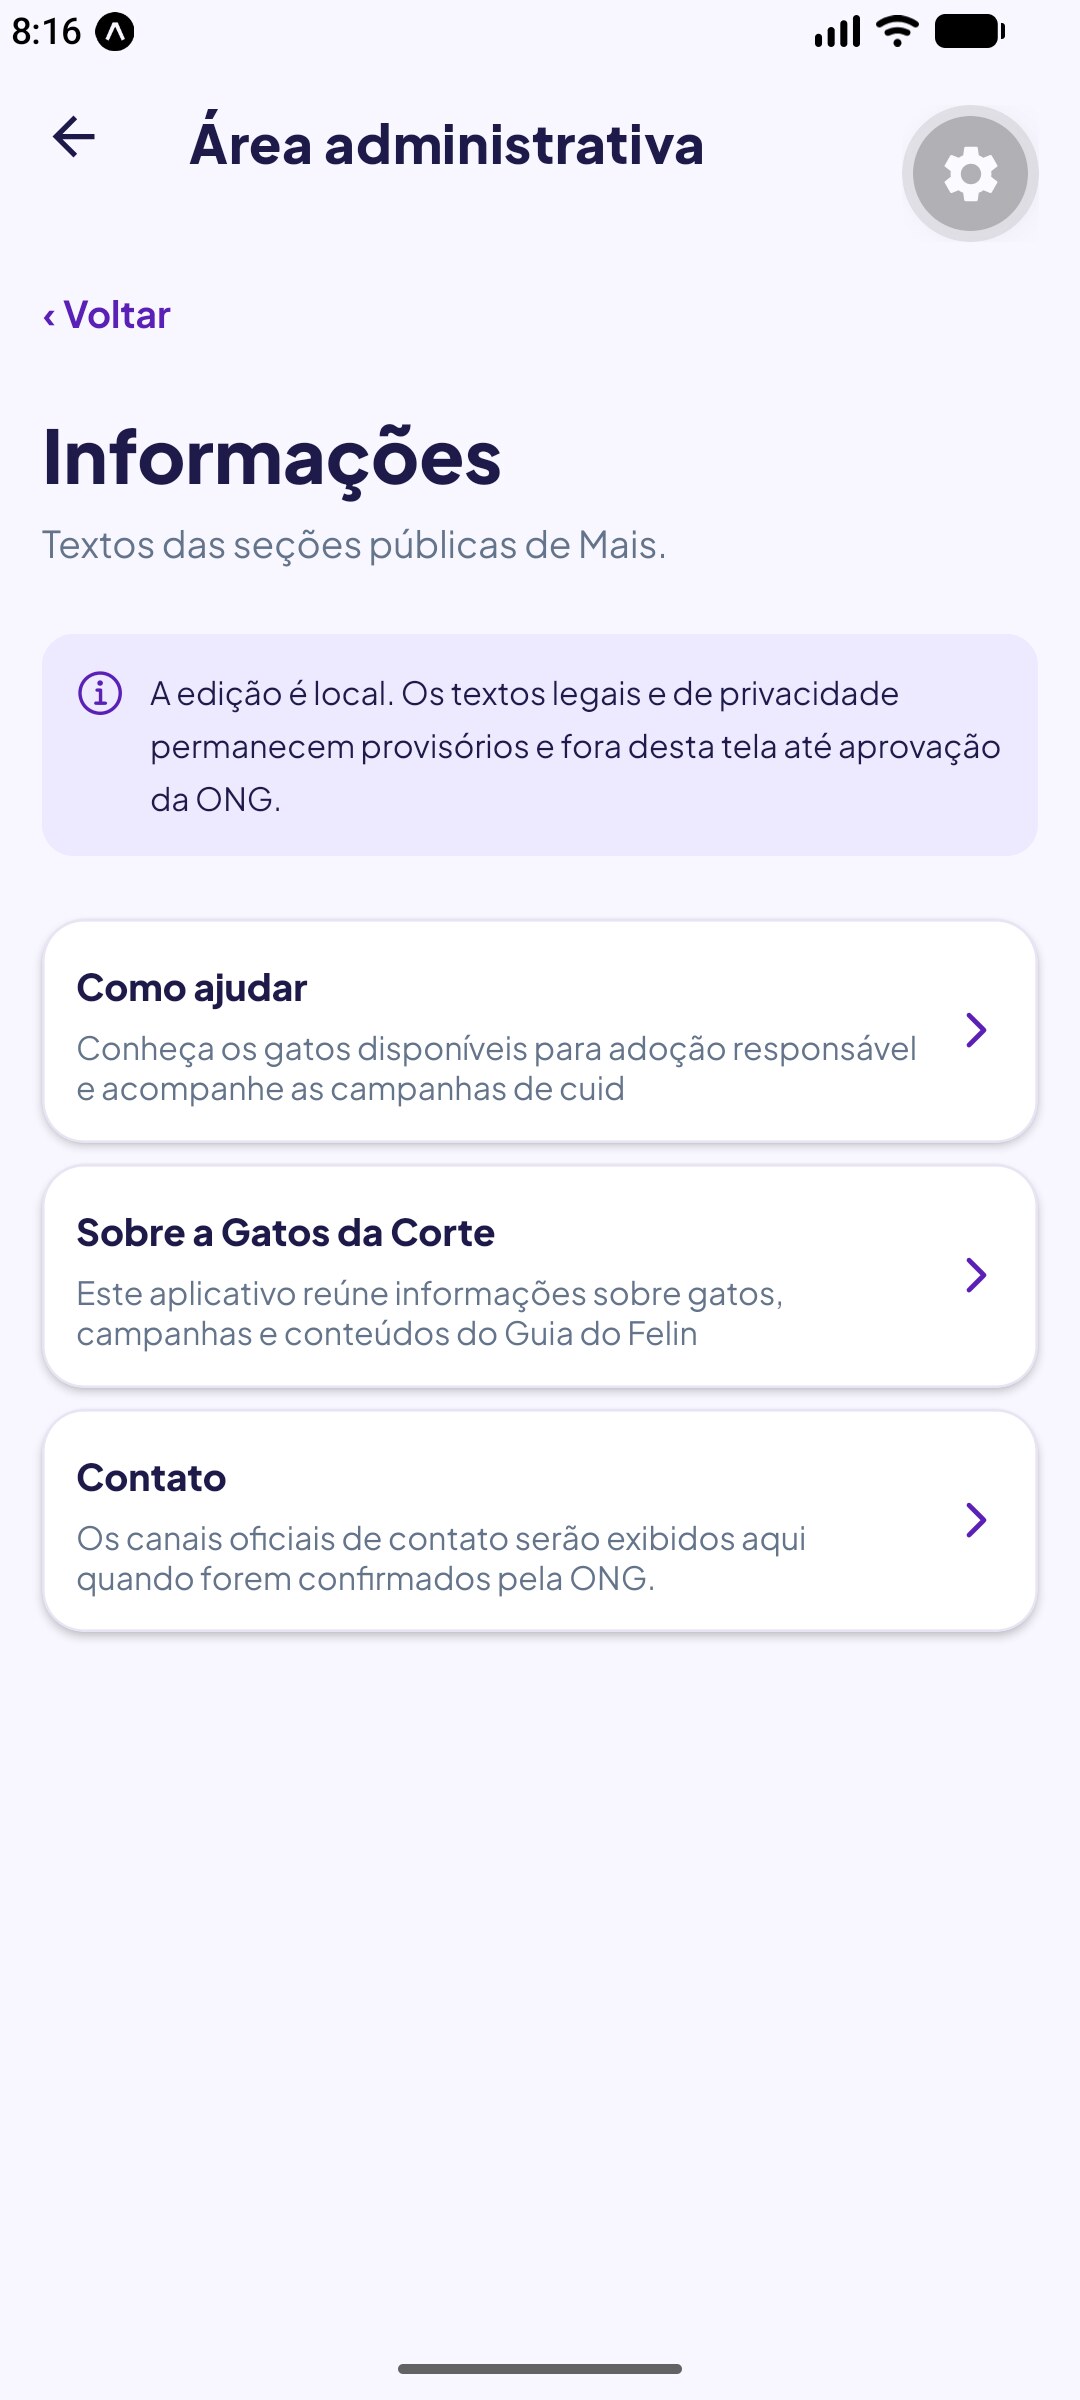 8:16
Área administrativa
‹ Voltar
Informações
Textos das seções públicas de Mais.
A edição é local. Os textos legais e de privacidade
permanecem provisórios e fora desta tela até aprovação
da ONG.
Como ajudar
Conheça os gatos disponíveis para adoção responsável
e acompanhe as campanhas de cuid
Sobre a Gatos da Corte
Este aplicativo reúne informações sobre gatos,
campanhas e conteúdos do Guia do Felin
Contato
Os canais oficiais de contato serão exibidos aqui
quando forem confirmados pela ONG.